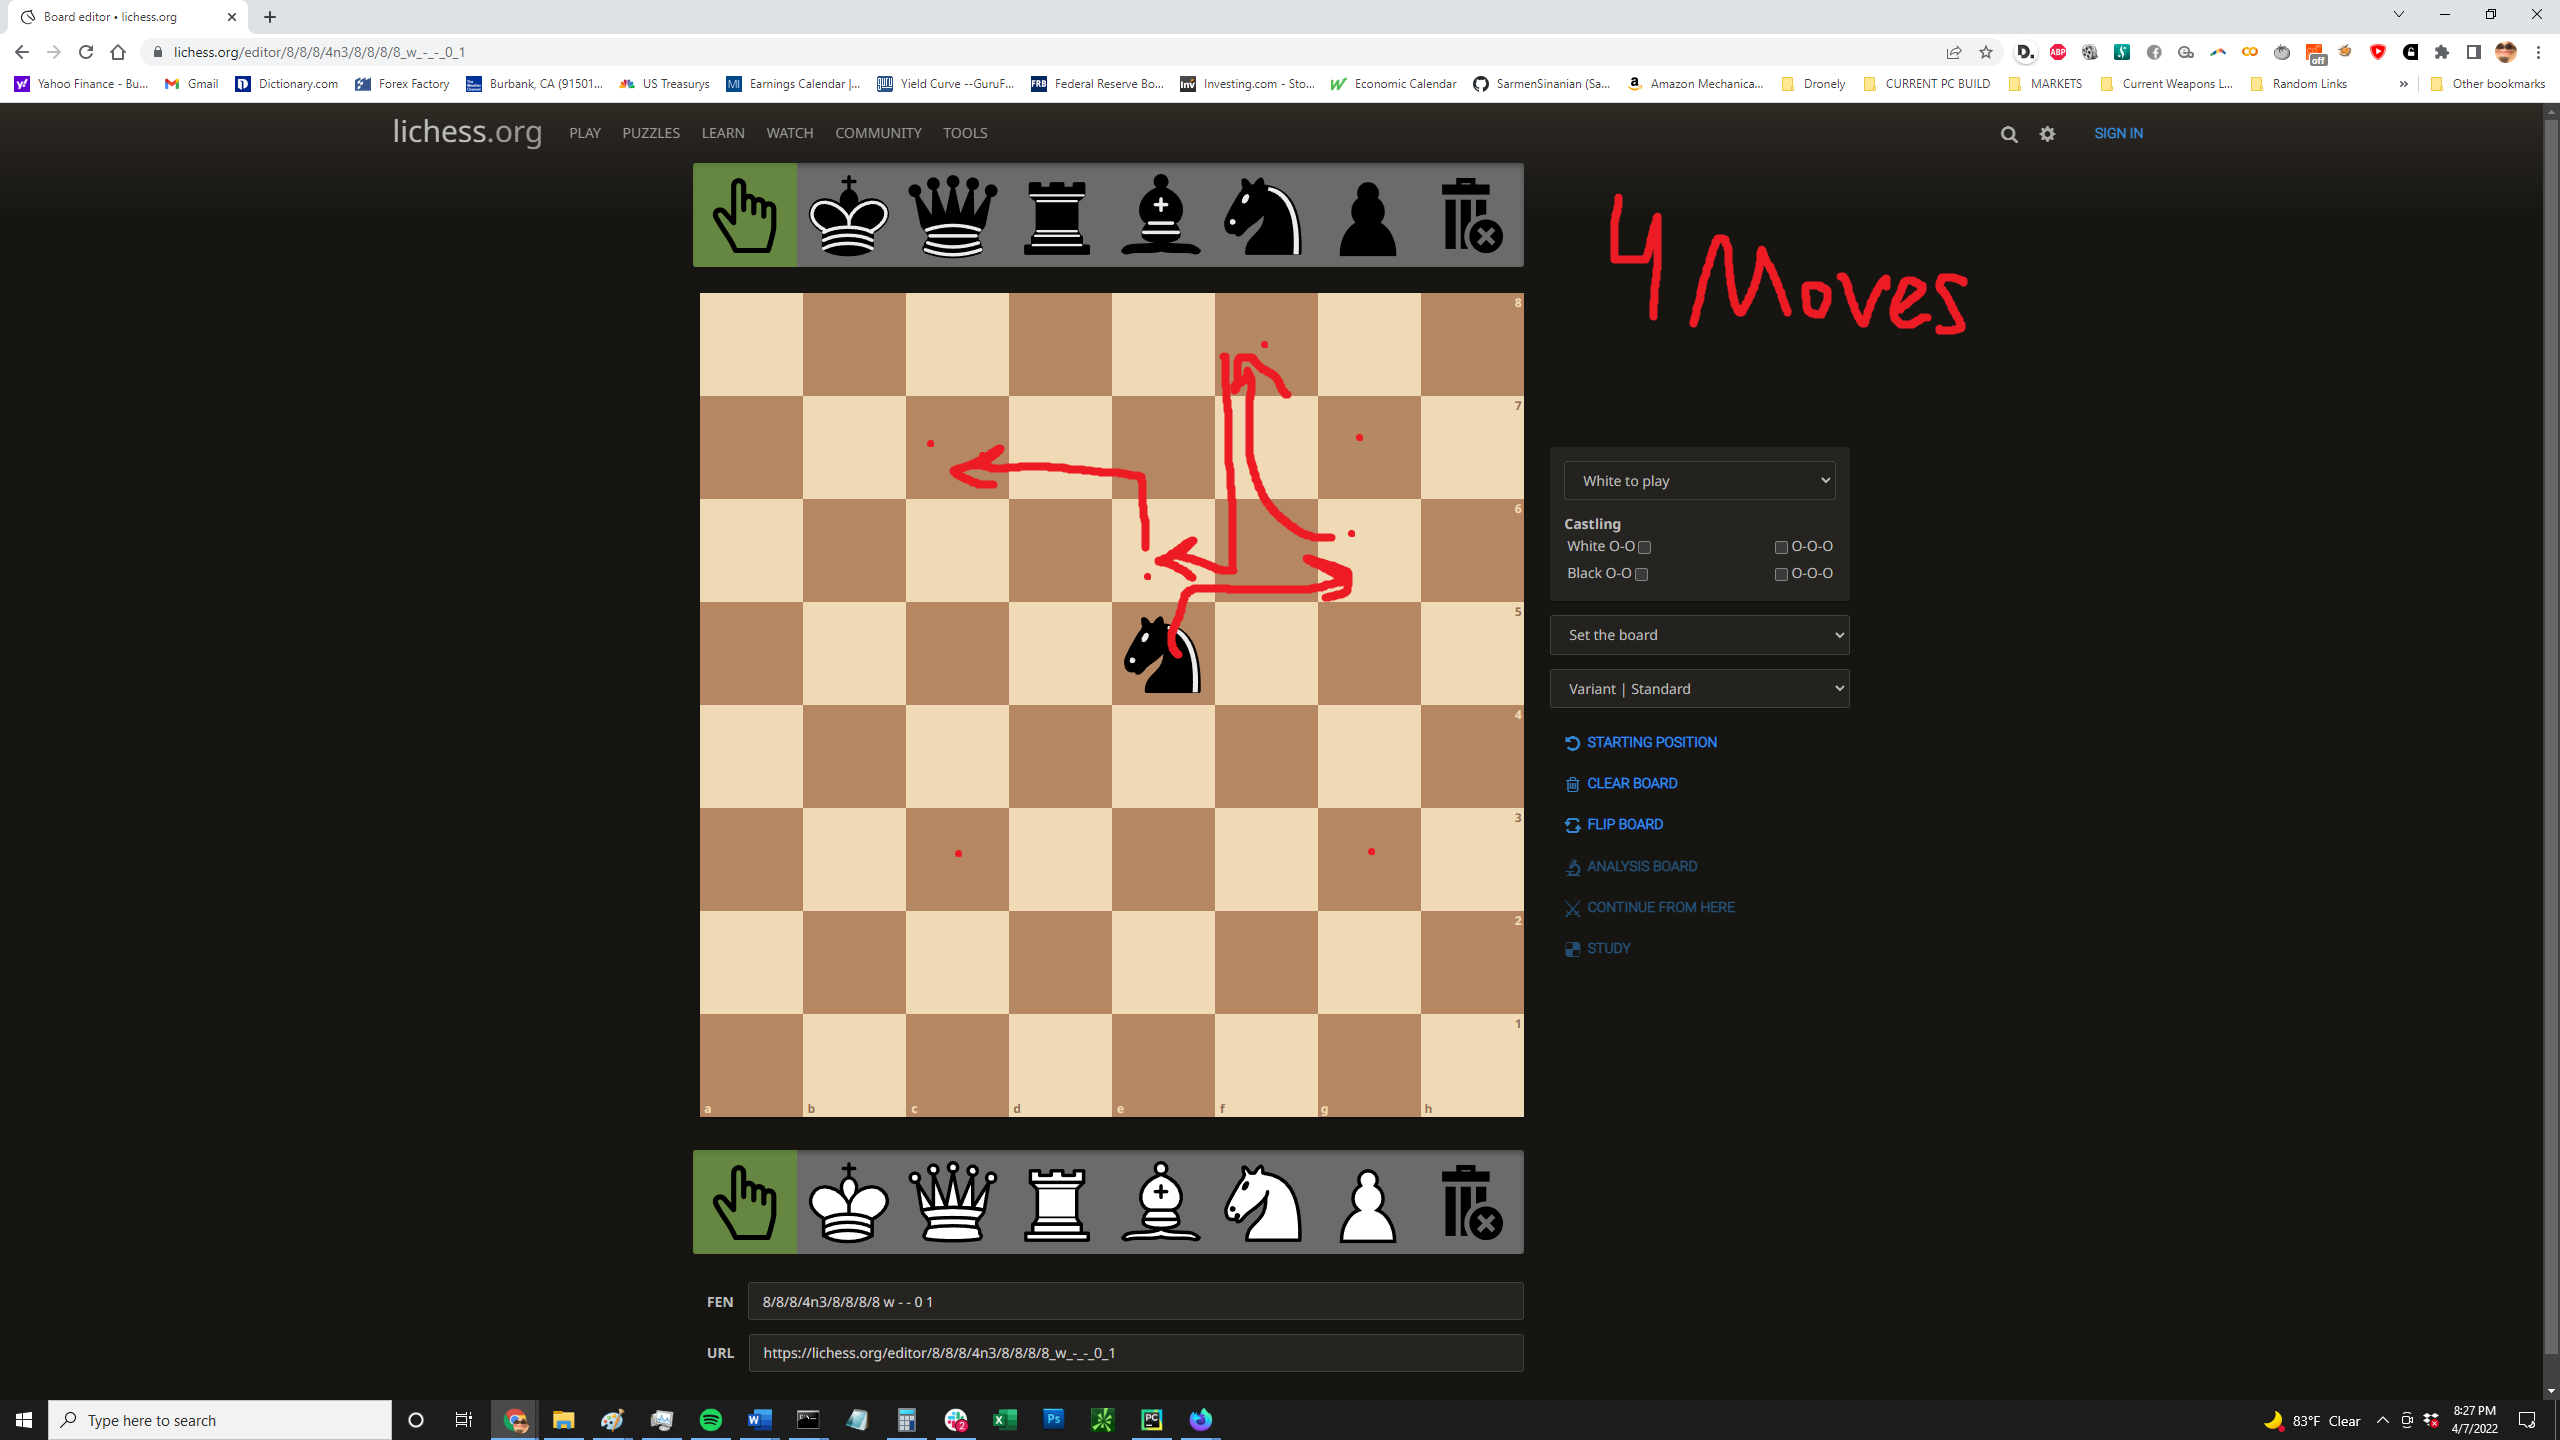 Board editor • lichess.org
lichess.org/editor/8/8/8/4n3/8/8/8/8_w_-_-_0_1
ABP
off
Yahoo Finance - Bu...
Gmail
Dictionary.com
Forex Factory
Burbank, CA (91501...
US Treasurys
Earnings Calendar |...
Yield Curve --GuruF...
Federal Reserve Bo...
Investing.com - Sto...
Economic Calendar
SarmenSinanian (Sa...
Amazon Mechanica...
Dronely
CURRENT PC BUILD
MARKETS
Current Weapons L...
Random Links
»
Other bookmarks
lichess.org
PLAY
PUZZLES
LEARN
WATCH
COMMUNITY
TOOLS
SIGN IN
4 Moves
8
7
6
5
4
3
2
1
a b c d e f g h
White to play
Castling
White O-O O-O-O
Black O-O O-O-O
Set the board
Variant | Standard
STARTING POSITION
CLEAR BOARD
FLIP BOARD
ANALYSIS BOARD
CONTINUE FROM HERE
STUDY
FEN 8/8/8/4n3/8/8/8/8 w - - 0 1
URL https://lichess.org/editor/8/8/8/4n3/8/8/8/8_w_-_-_0_1
Type here to search
83°F Clear
8:27 PM
4/7/2022